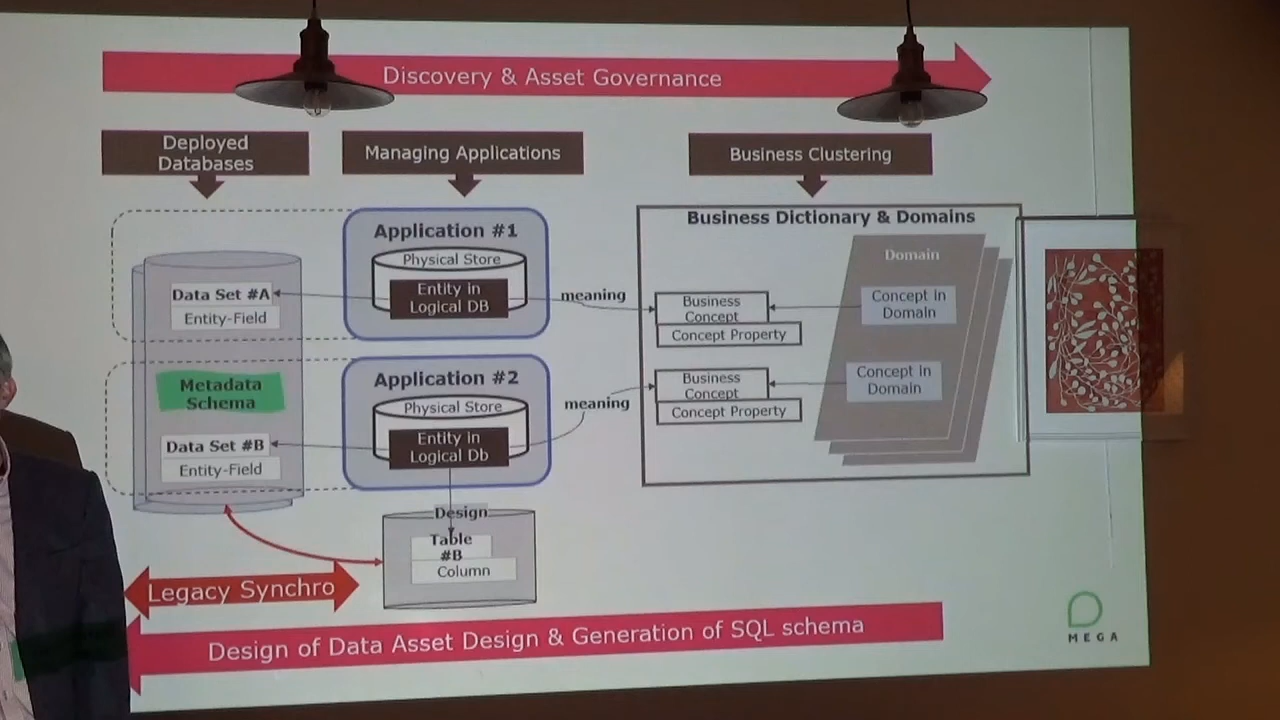 Discovery & Asset Governance
Deployed
Databases
Managing Applications
Business Clustering
Application #1
Physical Store
Entity in
Logical DB
Data Set #A
Entity-Field
meaning
Business Dictionary & Domains
Domain
Business
Concept
Concept Property
Concept in
Domain
Metadata
Schema
Application #2
Physical Store
Entity in
Logical Db
Data Set #B
Entity-Field
meaning
Business
Concept
Concept Property
Concept in
Domain
Design
Table
#B
Column
Legacy Synchro
Design of Data Asset Design & Generation of SQL schema
MEGA